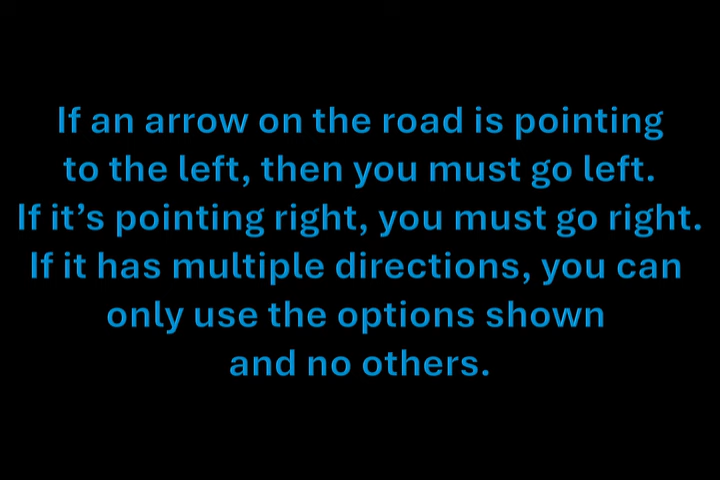 If an arrow on the road is pointing
to the left, then you must go left.
If it’s pointing right, you must go right.
If it has multiple directions, you can
only use the options shown
and no others.